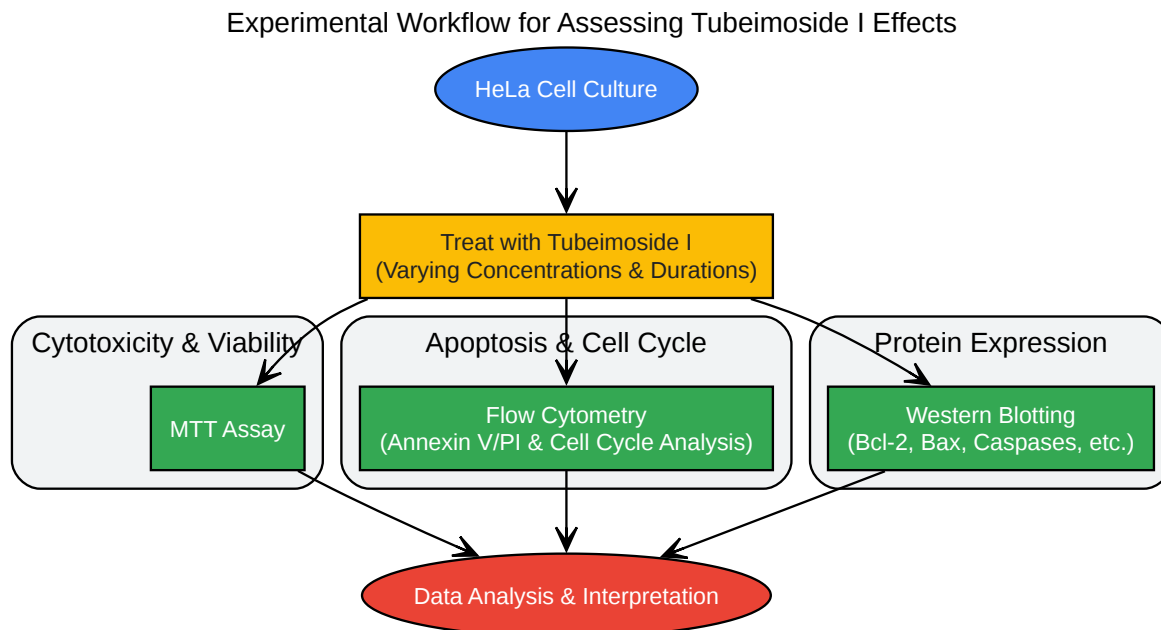 Experimental Workflow for Assessing Tubeimoside I Effects
HeLa Cell Culture
Treat with Tubeimoside I
(Varying Concentrations & Durations)
Cytotoxicity & Viability
MTT Assay
Apoptosis & Cell Cycle
Flow Cytometry
(Annexin V/PI & Cell Cycle Analysis)
Protein Expression
Western Blotting
(Bcl-2, Bax, Caspases, etc.)
Data Analysis & Interpretation